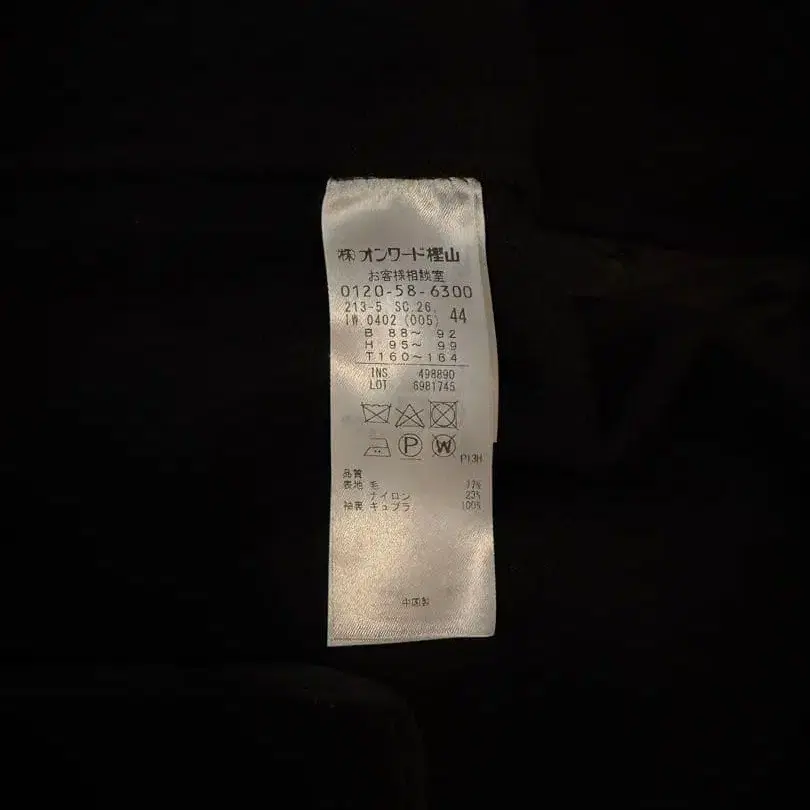 ㈱オンワード樫山
お客様相談室
0120-58-6300
213-5 SC.26.
IW.0402 (005) 44
B 88～ 92
H 95～ 99
T160～164
INS 498890
LOT 6981745
P
W
P13H
品質
表地 毛 77%
ナイロン 23%
袖裏 キュプラ 100%
中国製